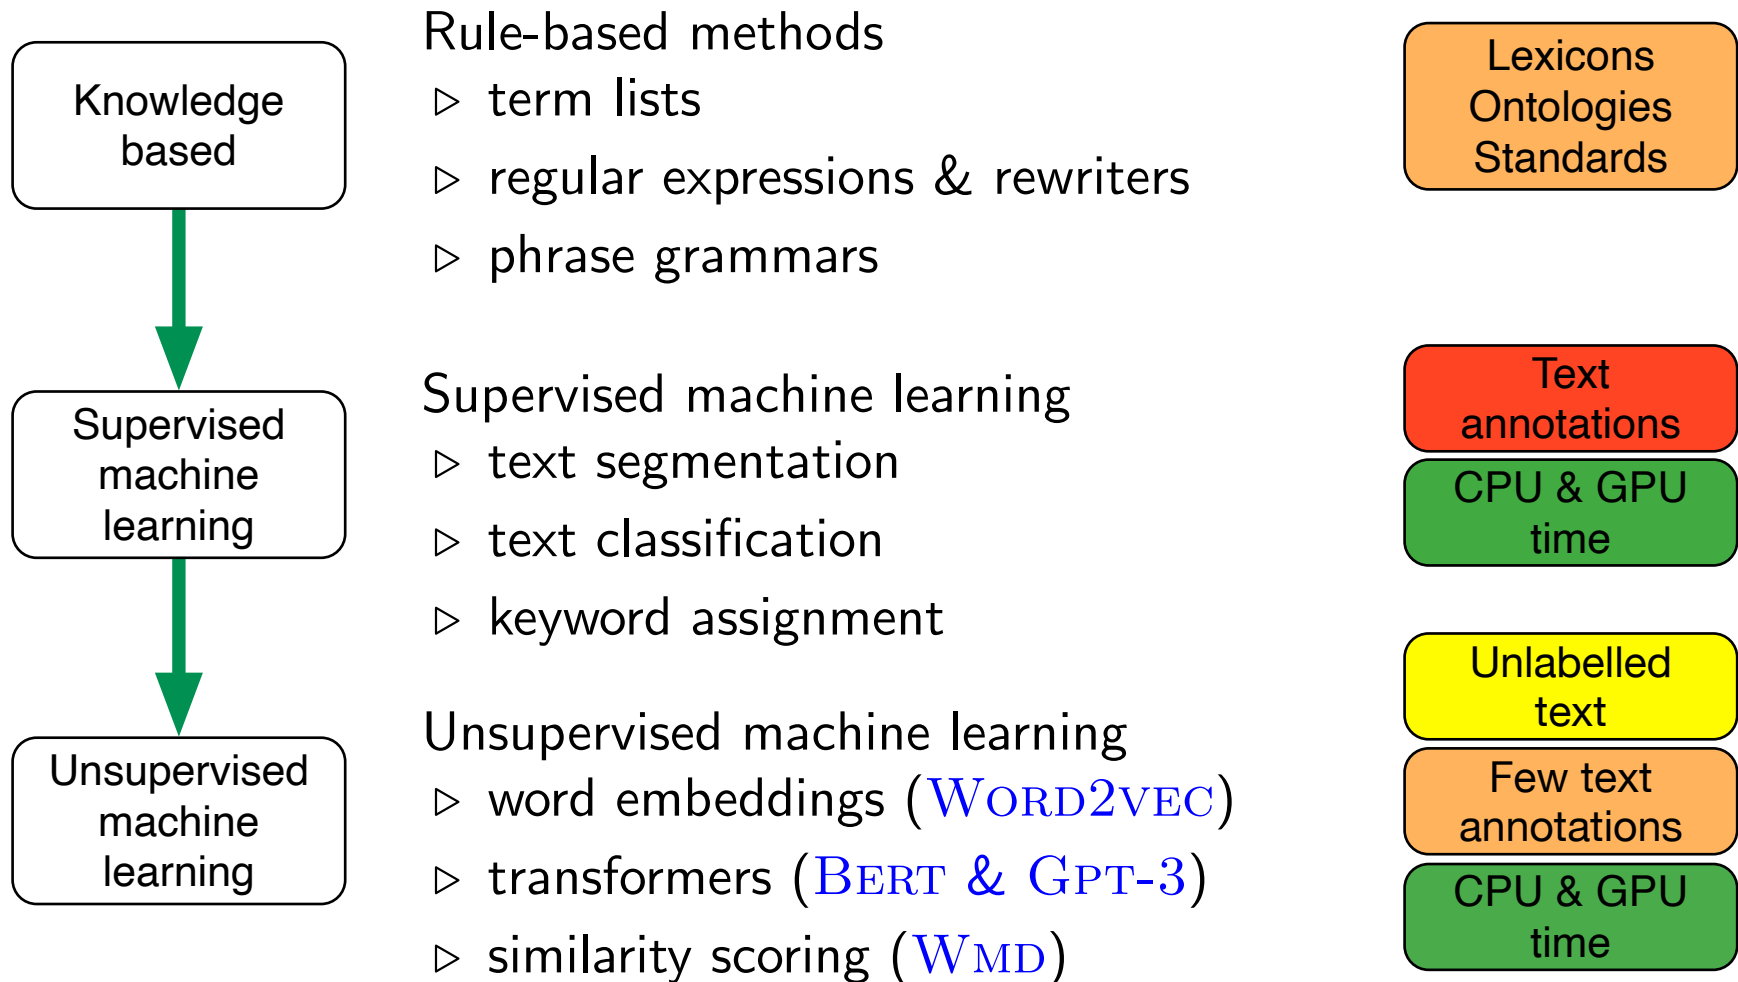 Knowledge
based
Rule-based methods
▷ term lists
▷ regular expressions & rewriters
▷ phrase grammars
Lexicons
Ontologies
Standards
Supervised
machine
learning
Supervised machine learning
▷ text segmentation
▷ text classification
▷ keyword assignment
Text
annotations
CPU & GPU
time
Unsupervised
machine
learning
Unsupervised machine learning
▷ word embeddings (Word2vec)
▷ transformers (Bert & Gpt-3)
▷ similarity scoring (Wmd)
Unlabelled
text
Few text
annotations
CPU & GPU
time